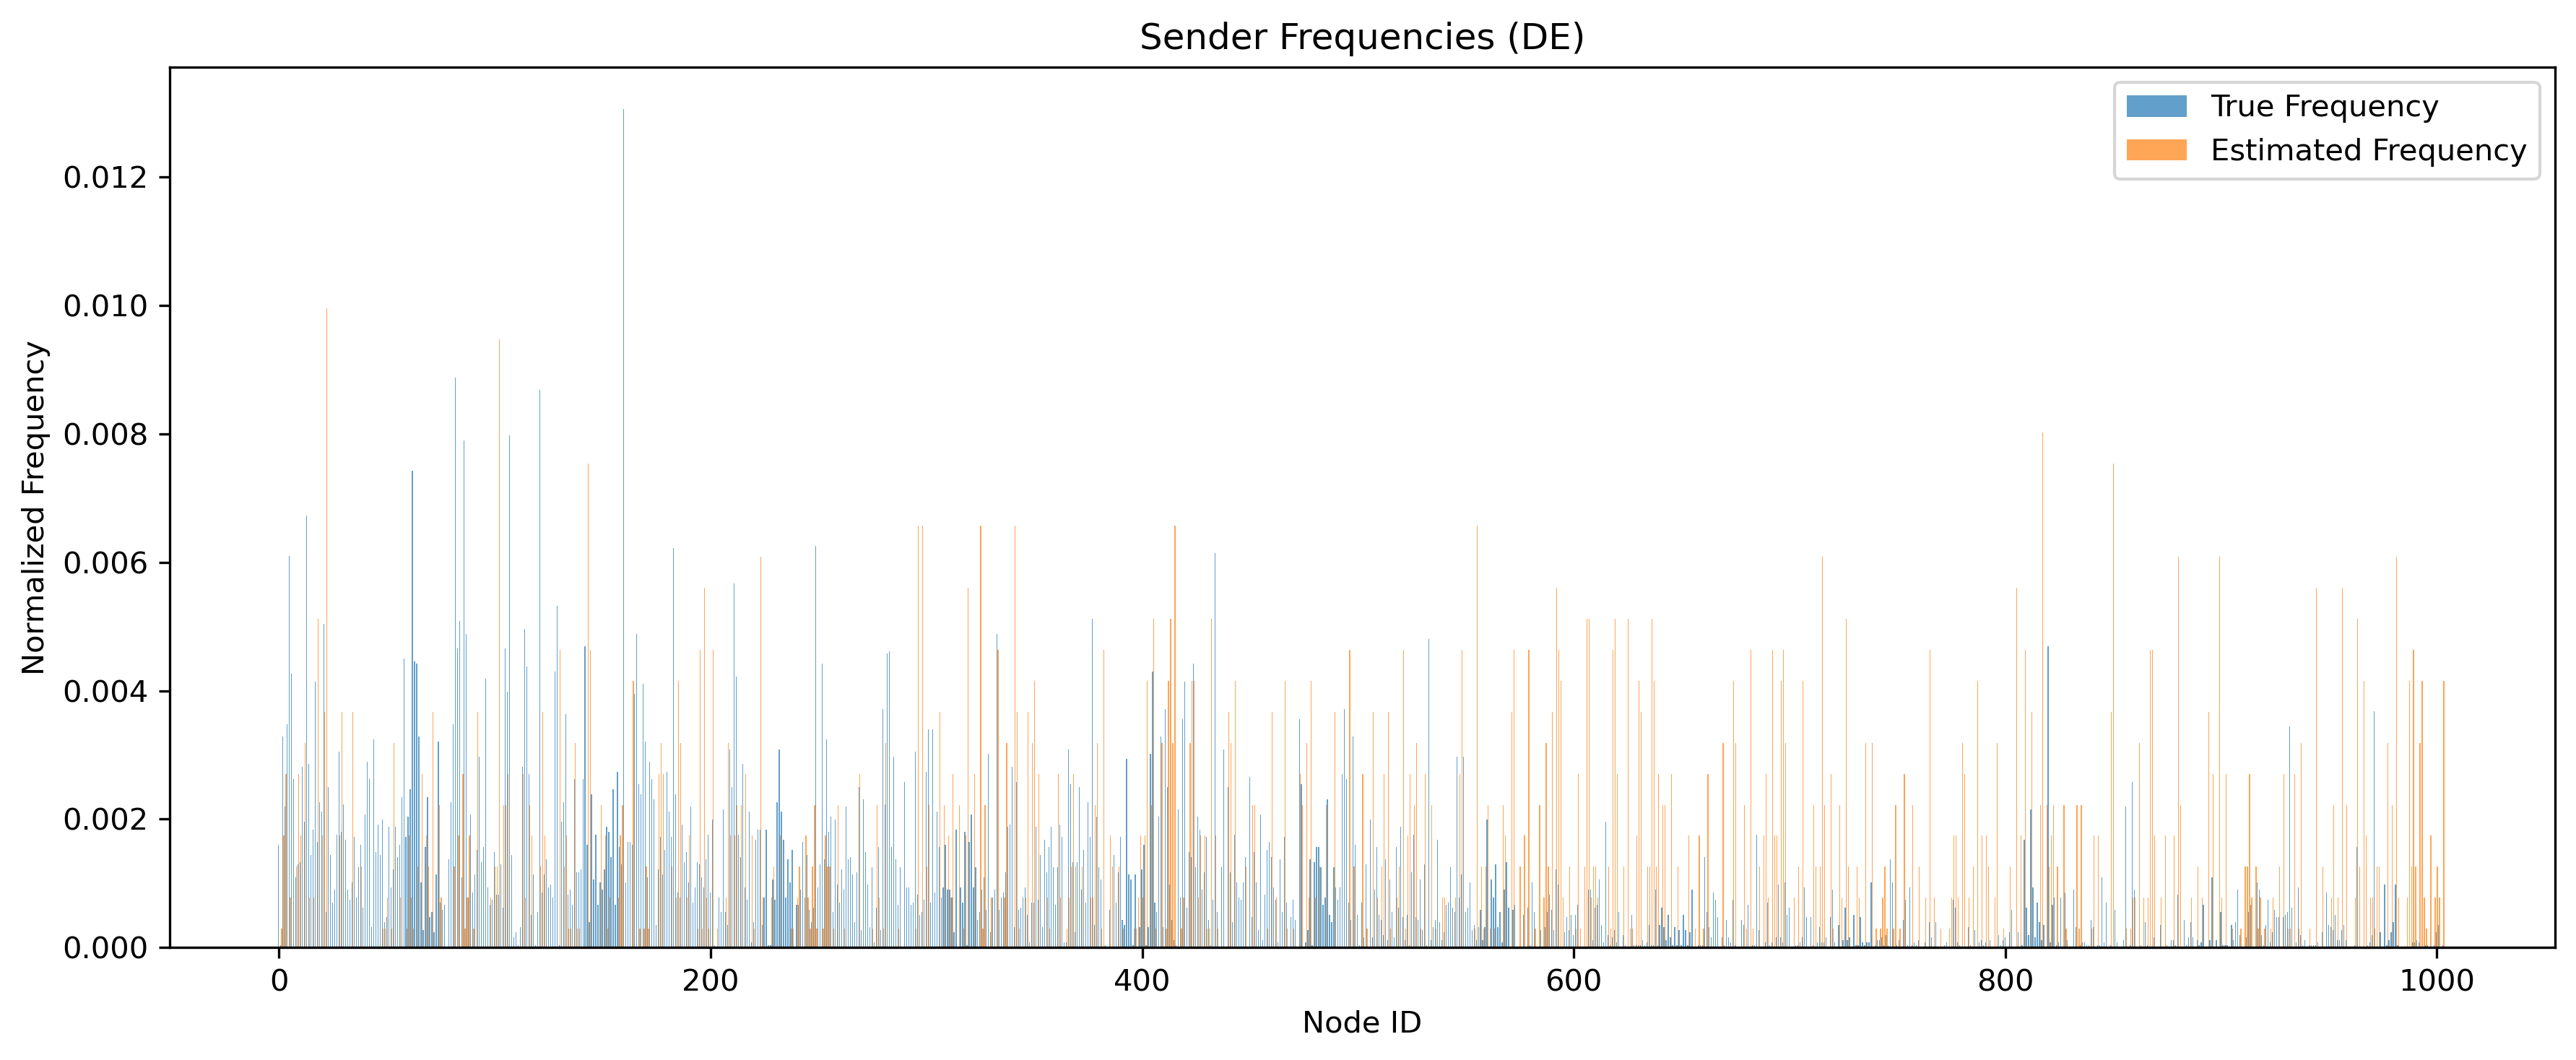 Sender Frequencies (DE)
True Frequency
Estimated Frequency
Normalized Frequency
0.012
0.010
0.008
0.006
0.004
0.002
0.000
0
200
400
600
800
1000
Node ID